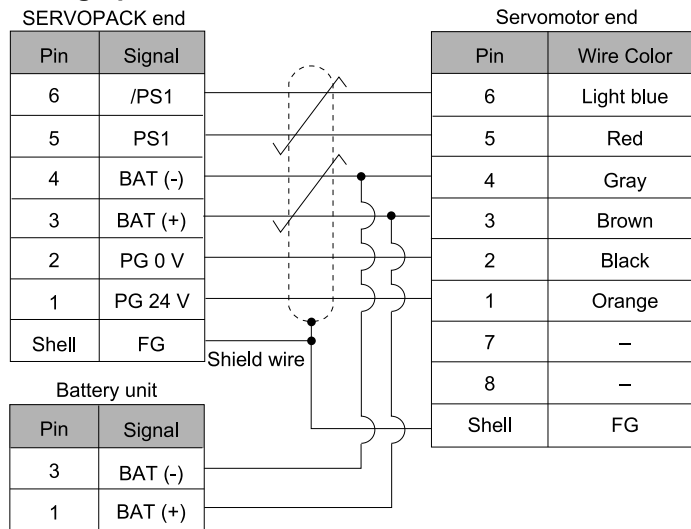 SERVOPACK end
Servomotor end
Pin Signal
Pin Wire Color
6 /PS1
6 Light blue
5 PS1
5 Red
4 BAT (-)
4 Gray
3 BAT (+)
3 Brown
2 PG 0 V
2 Black
1 PG 24 V
1 Orange
Shell FG
7 –
Shield wire
8 –
Shell FG
Battery unit
Pin Signal
3 BAT (-)
1 BAT (+)